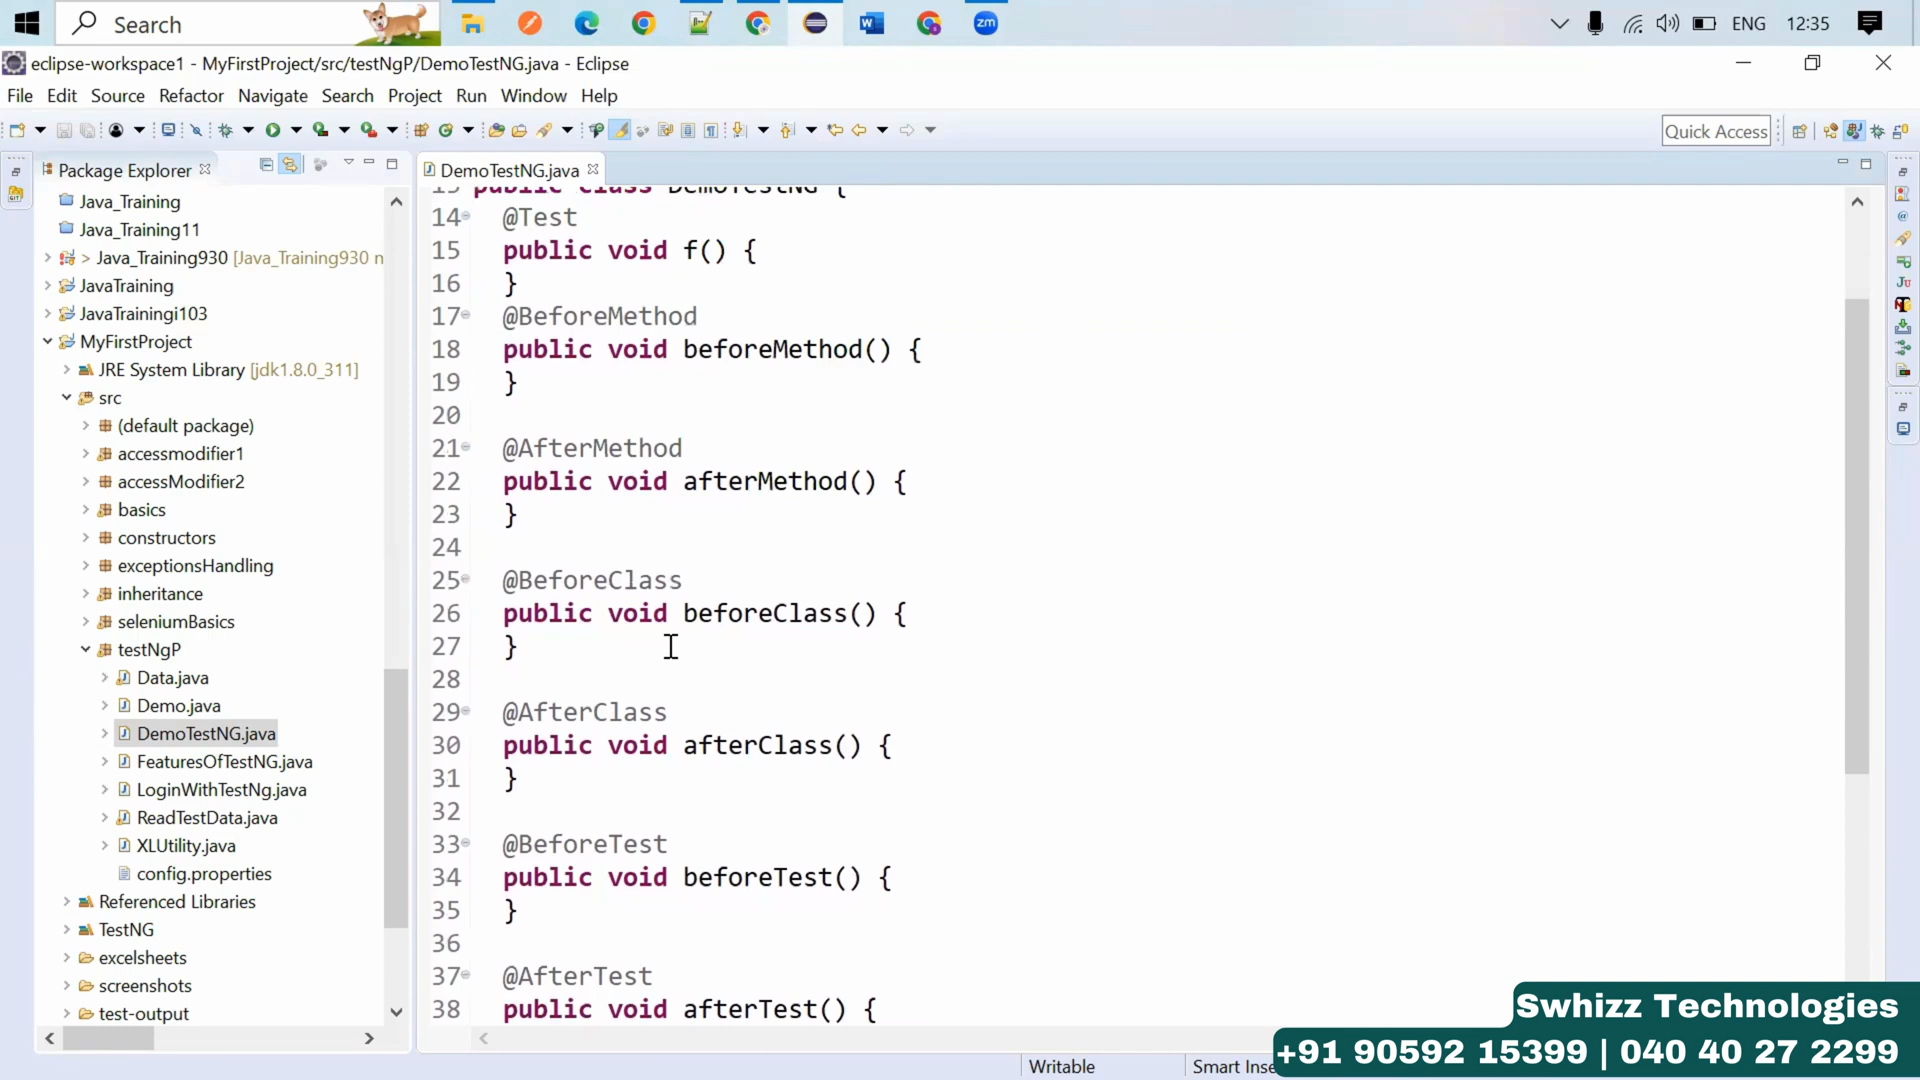 Search
zm
ENG
12:35
eclipse-workspace1 - MyFirstProject/src/testNgP/DemoTestNG.java - Eclipse
File Edit Source Refactor Navigate Search Project Run Window Help
Quick Access
Package Explorer
Java_Training
Java_Training11
> Java_Training930 [Java_Training930 m
JavaTraining
JavaTrainingi103
MyFirstProject
JRE System Library [jdk1.8.0_311]
src
(default package)
accessmodifier1
accessModifier2
basics
constructors
exceptionsHandling
inheritance
seleniumBasics
testNgP
Data.java
Demo.java
DemoTestNG.java
FeaturesOfTestNG.java
LoginWithTestNg.java
ReadTestData.java
XLUtility.java
config.properties
Referenced Libraries
TestNG
excelsheets
screenshots
test-output
DemoTestNG.java
13 public class DemoTestNG {
14 @Test
15 public void f() {
16 }
17 @BeforeMethod
18 public void beforeMethod() {
19 }
20
21 @AfterMethod
22 public void afterMethod() {
23 }
24
25 @BeforeClass
26 public void beforeClass() {
27 }
28
29 @AfterClass
30 public void afterClass() {
31 }
32
33 @BeforeTest
34 public void beforeTest() {
35 }
36
37 @AfterTest
38 public void afterTest() {
Writable
Smart Inse
Swhizz Technologies
+91 90592 15399 | 040 40 27 2299